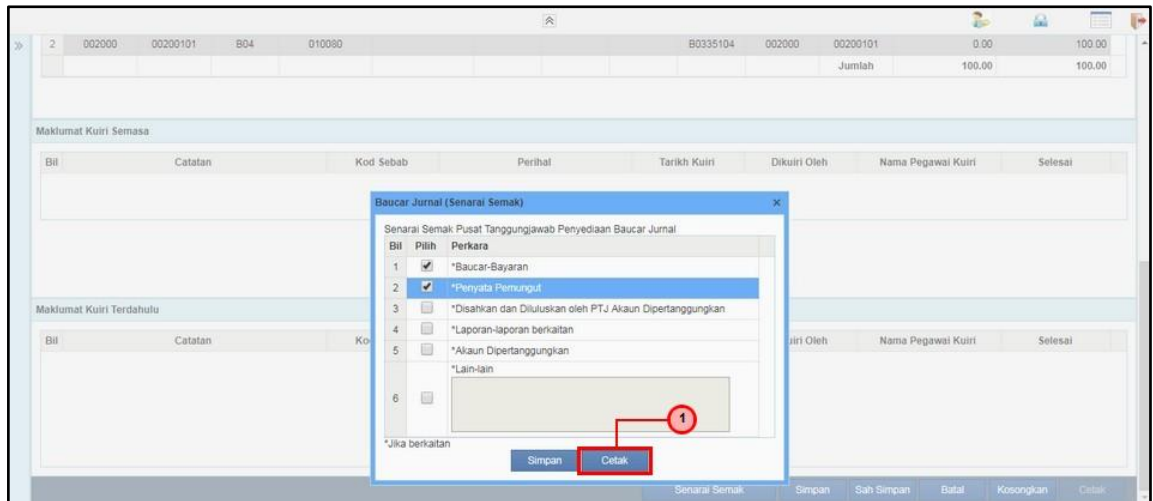 2 002000 00200101 B04 010080 B0335104 002000 00200101 0.00 100.00
Jumlah 100.00 100.00
Maklumat Kuiri Semasa
Bil Catatan Kod Sebab Perihal Tarikh Kuiri Dikuiri Oleh Nama Pegawai Kuiri Selesai
Baucar Jurnal (Senarai Semak) x
Senarai Semak Pusat Tanggungjawab Penyediaan Baucar Jurnal
Bil Pilih Perkara
1 *Baucar-Bayaran
2 *Penyata Pemungut
3 *Disahkan dan Diluluskan oleh PTJ Akaun Dipertanggungkan
4 *Laporan-laporan berkaitan
5 *Akaun Dipertanggungkan
*Lain-lain
6
1
*Jika berkaitan
Simpan Cetak
Maklumat Kuiri Terdahulu
Bil Catatan Ko uiri Oleh Nama Pegawai Kuiri Selesai
Senarai Semak Simpan Sah Simpan Batal Kosongkan Cetak